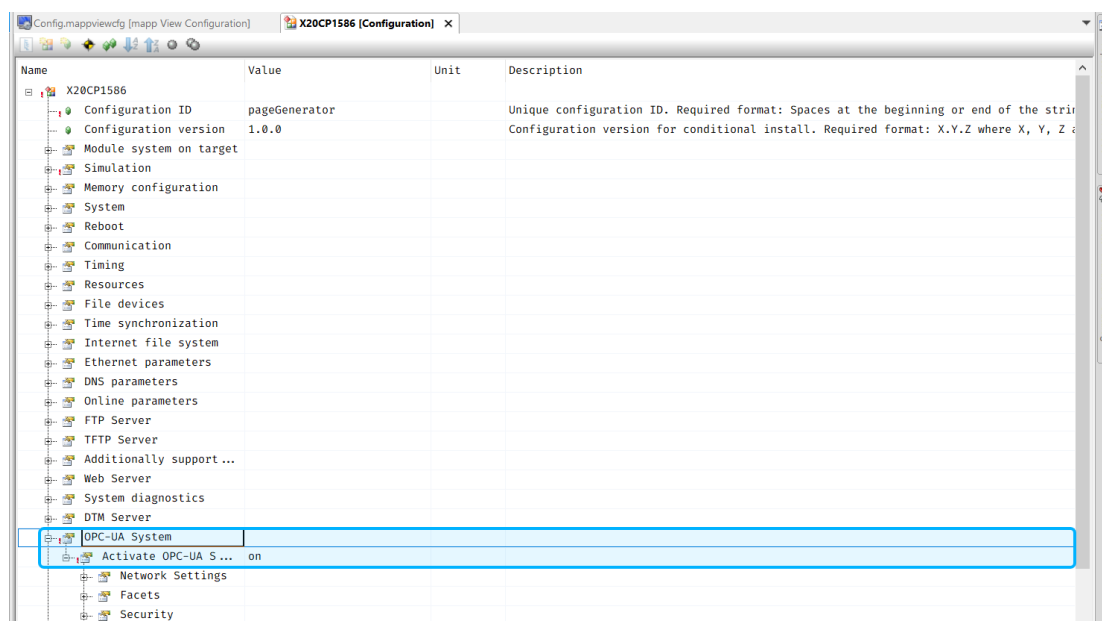 Config.mappviewcfg [mapp View Configuration] X20CP1586 [Configuration] ×
Name Value Unit Description
X20CP1586
Configuration ID pageGenerator Unique configuration ID. Required format: Spaces at the beginning or end of the strin
Configuration version 1.0.0 Configuration version for conditional install. Required format: X.Y.Z where X, Y, Z a
Module system on target
Simulation
Memory configuration
System
Reboot
Communication
Timing
Resources
File devices
Time synchronization
Internet file system
Ethernet parameters
DNS parameters
Online parameters
FTP Server
TFTP Server
Additionally support...
Web Server
System diagnostics
DTM Server
OPC-UA System
Activate OPC-UA S... on
Network Settings
Facets
Security